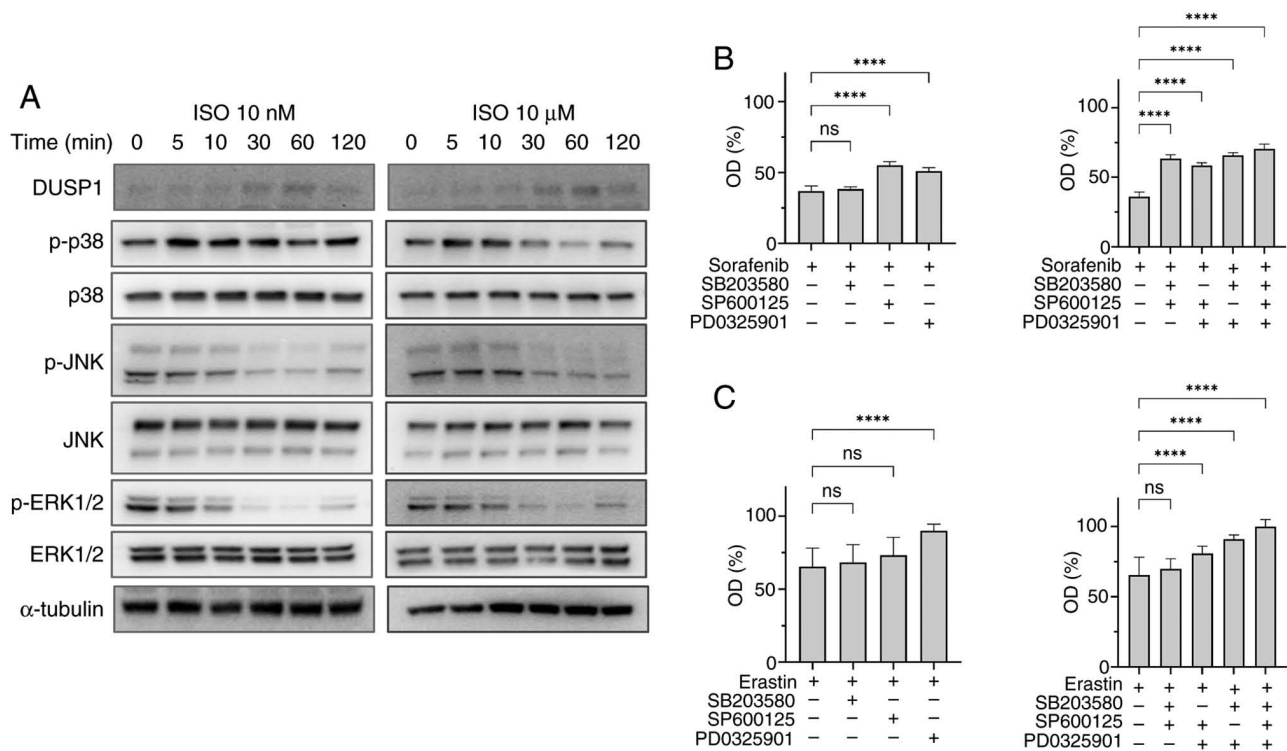 A
ISO 10 nM
ISO 10 μM
Time (min) 0 5 10 30 60 120 0 5 10 30 60 120
DUSP1
p-p38
p38
p-JNK
JNK
p-ERK1/2
ERK1/2
α-tubulin
B
****
****
ns
100
50
0
OD (%)
Sorafenib + + + +
SB203580 − + − −
SP600125 − − + −
PD0325901 − − − +
****
****
****
****
100
50
0
OD (%)
Sorafenib + + + + +
SB203580 − + − + +
SP600125 − + + − +
PD0325901 − − + + +
C
****
ns
ns
100
50
0
OD (%)
Erastin + + + +
SB203580 − + − −
SP600125 − − + −
PD0325901 − − − +
****
****
****
ns
100
75
50
25
0
OD (%)
Erastin + + + + +
SB203580 − + − + +
SP600125 − + + − +
PD0325901 − − + + +